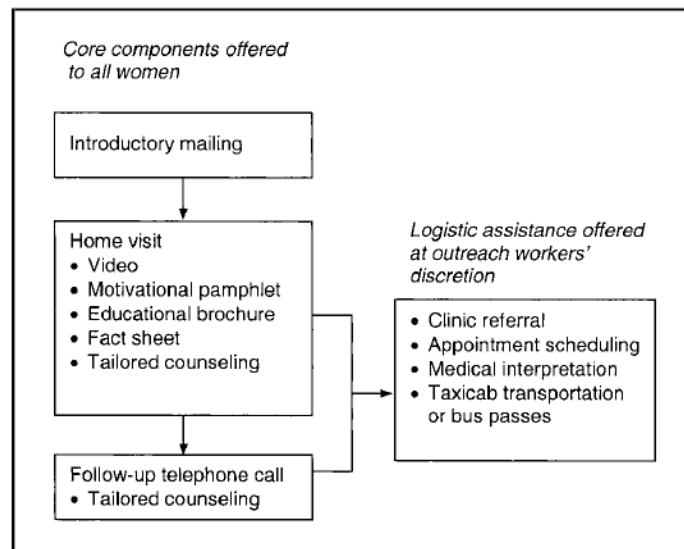 Core components offered
to all women
Introductory mailing
Home visit
• Video
• Motivational pamphlet
• Educational brochure
• Fact sheet
• Tailored counseling
Follow-up telephone call
• Tailored counseling
Logistic assistance offered
at outreach workers’
discretion
• Clinic referral
• Appointment scheduling
• Medical interpretation
• Taxicab transportation
or bus passes